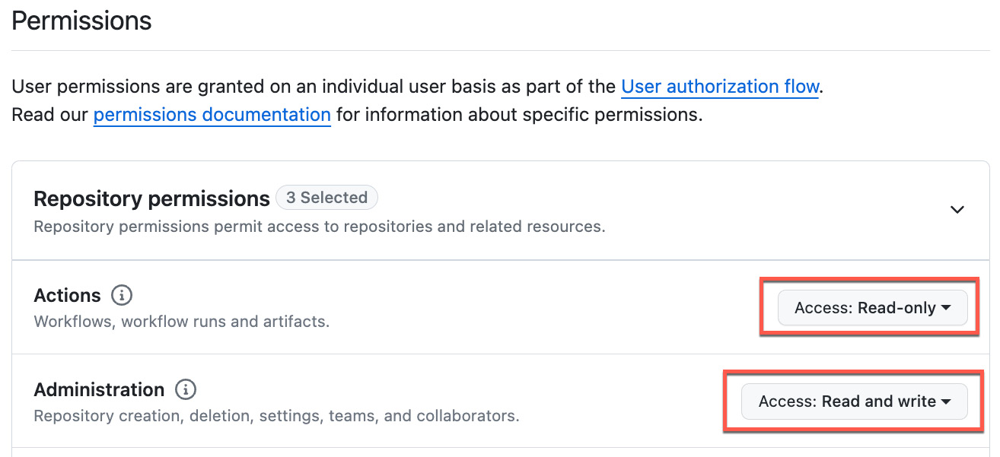 Permissions
User permissions are granted on an individual user basis as part of the User authorization flow.
Read our permissions documentation for information about specific permissions.
Repository permissions 3 Selected
Repository permissions permit access to repositories and related resources.
Actions
Access: Read-only
Workflows, workflow runs and artifacts.
Administration
Access: Read and write
Repository creation, deletion, settings, teams, and collaborators.